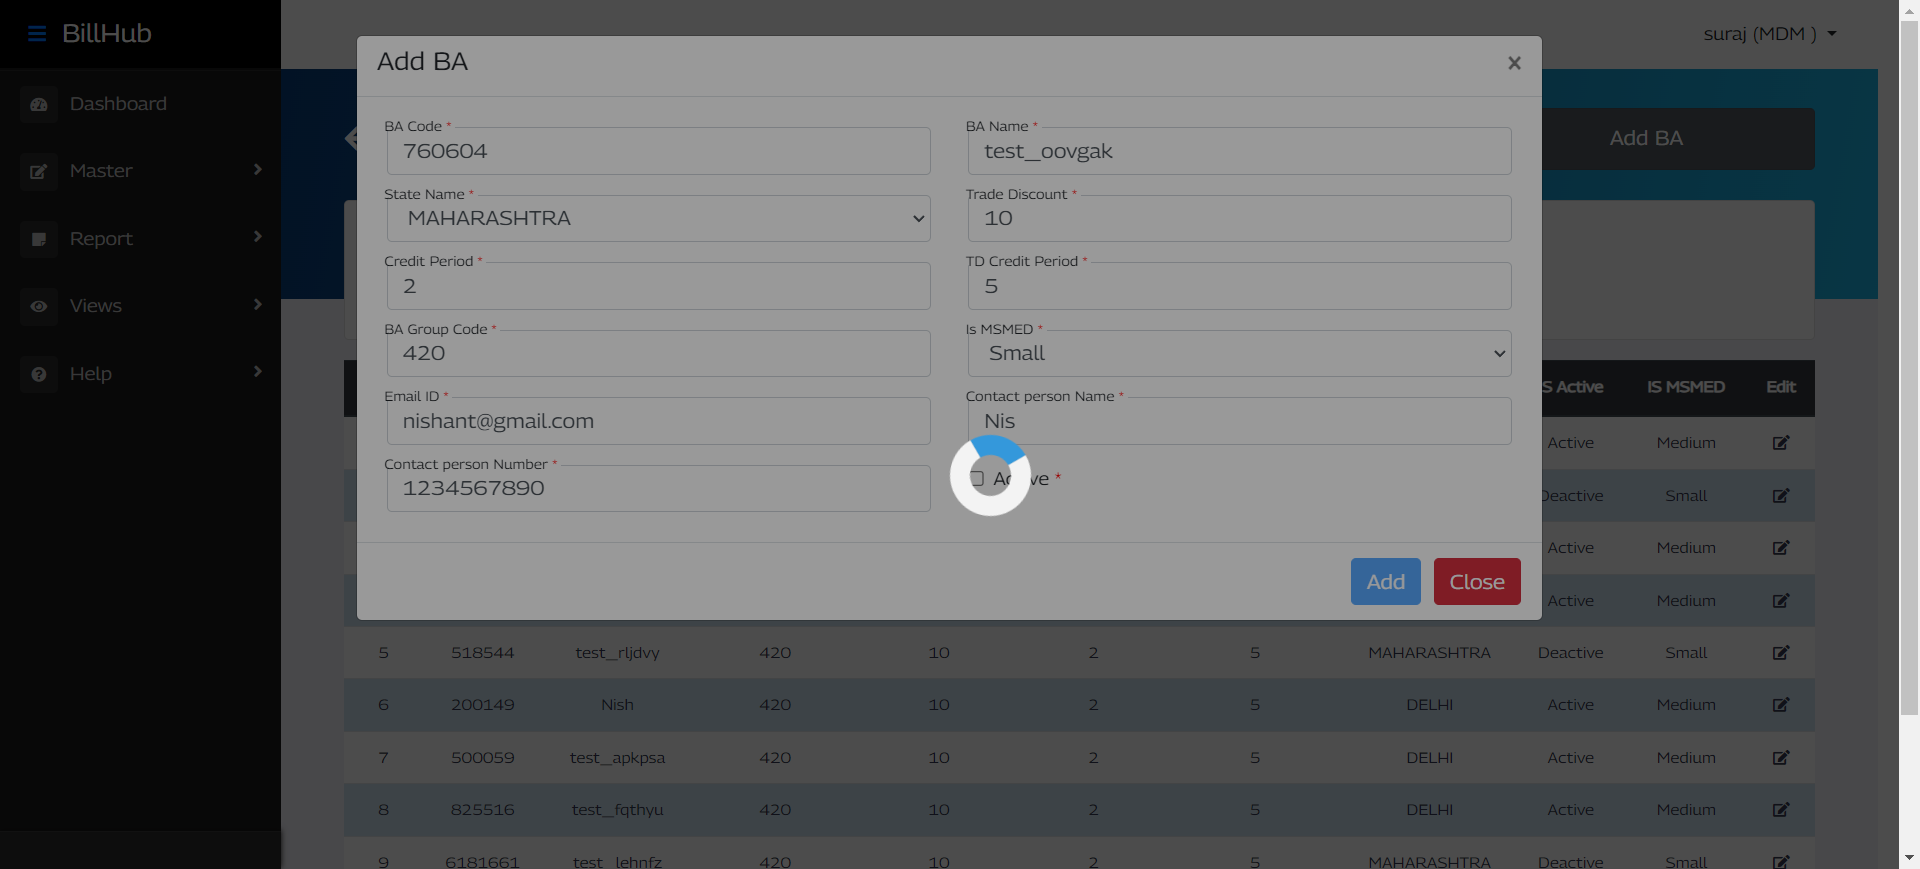 BillHub
suraj (MDM )
Dashboard
Master
Report
Views
Help
Add BA
Add BA
×
BA Code *
760604
BA Name *
test_oovgak
State Name *
MAHARASHTRA
Trade Discount *
10
Credit Period *
2
TD Credit Period *
5
BA Group Code *
420
Is MSMED *
Small
Email ID *
nishant@gmail.com
Contact person Name *
Nis
Contact person Number *
1234567890
*
Add
Close
Active IS MSMED Edit
Active Medium
Deactive Small
Active Medium
Active Medium
5 518544 test_rljdvy 420 10 2 5 MAHARASHTRA Deactive Small
6 200149 Nish 420 10 2 5 DELHI Active Medium
7 500059 test_apkpsa 420 10 2 5 DELHI Active Medium
8 825516 test_fqthyu 420 10 2 5 DELHI Active Medium
9 6181661 test_lehnfz 420 10 2 5 MAHARASHTRA Deactive Small